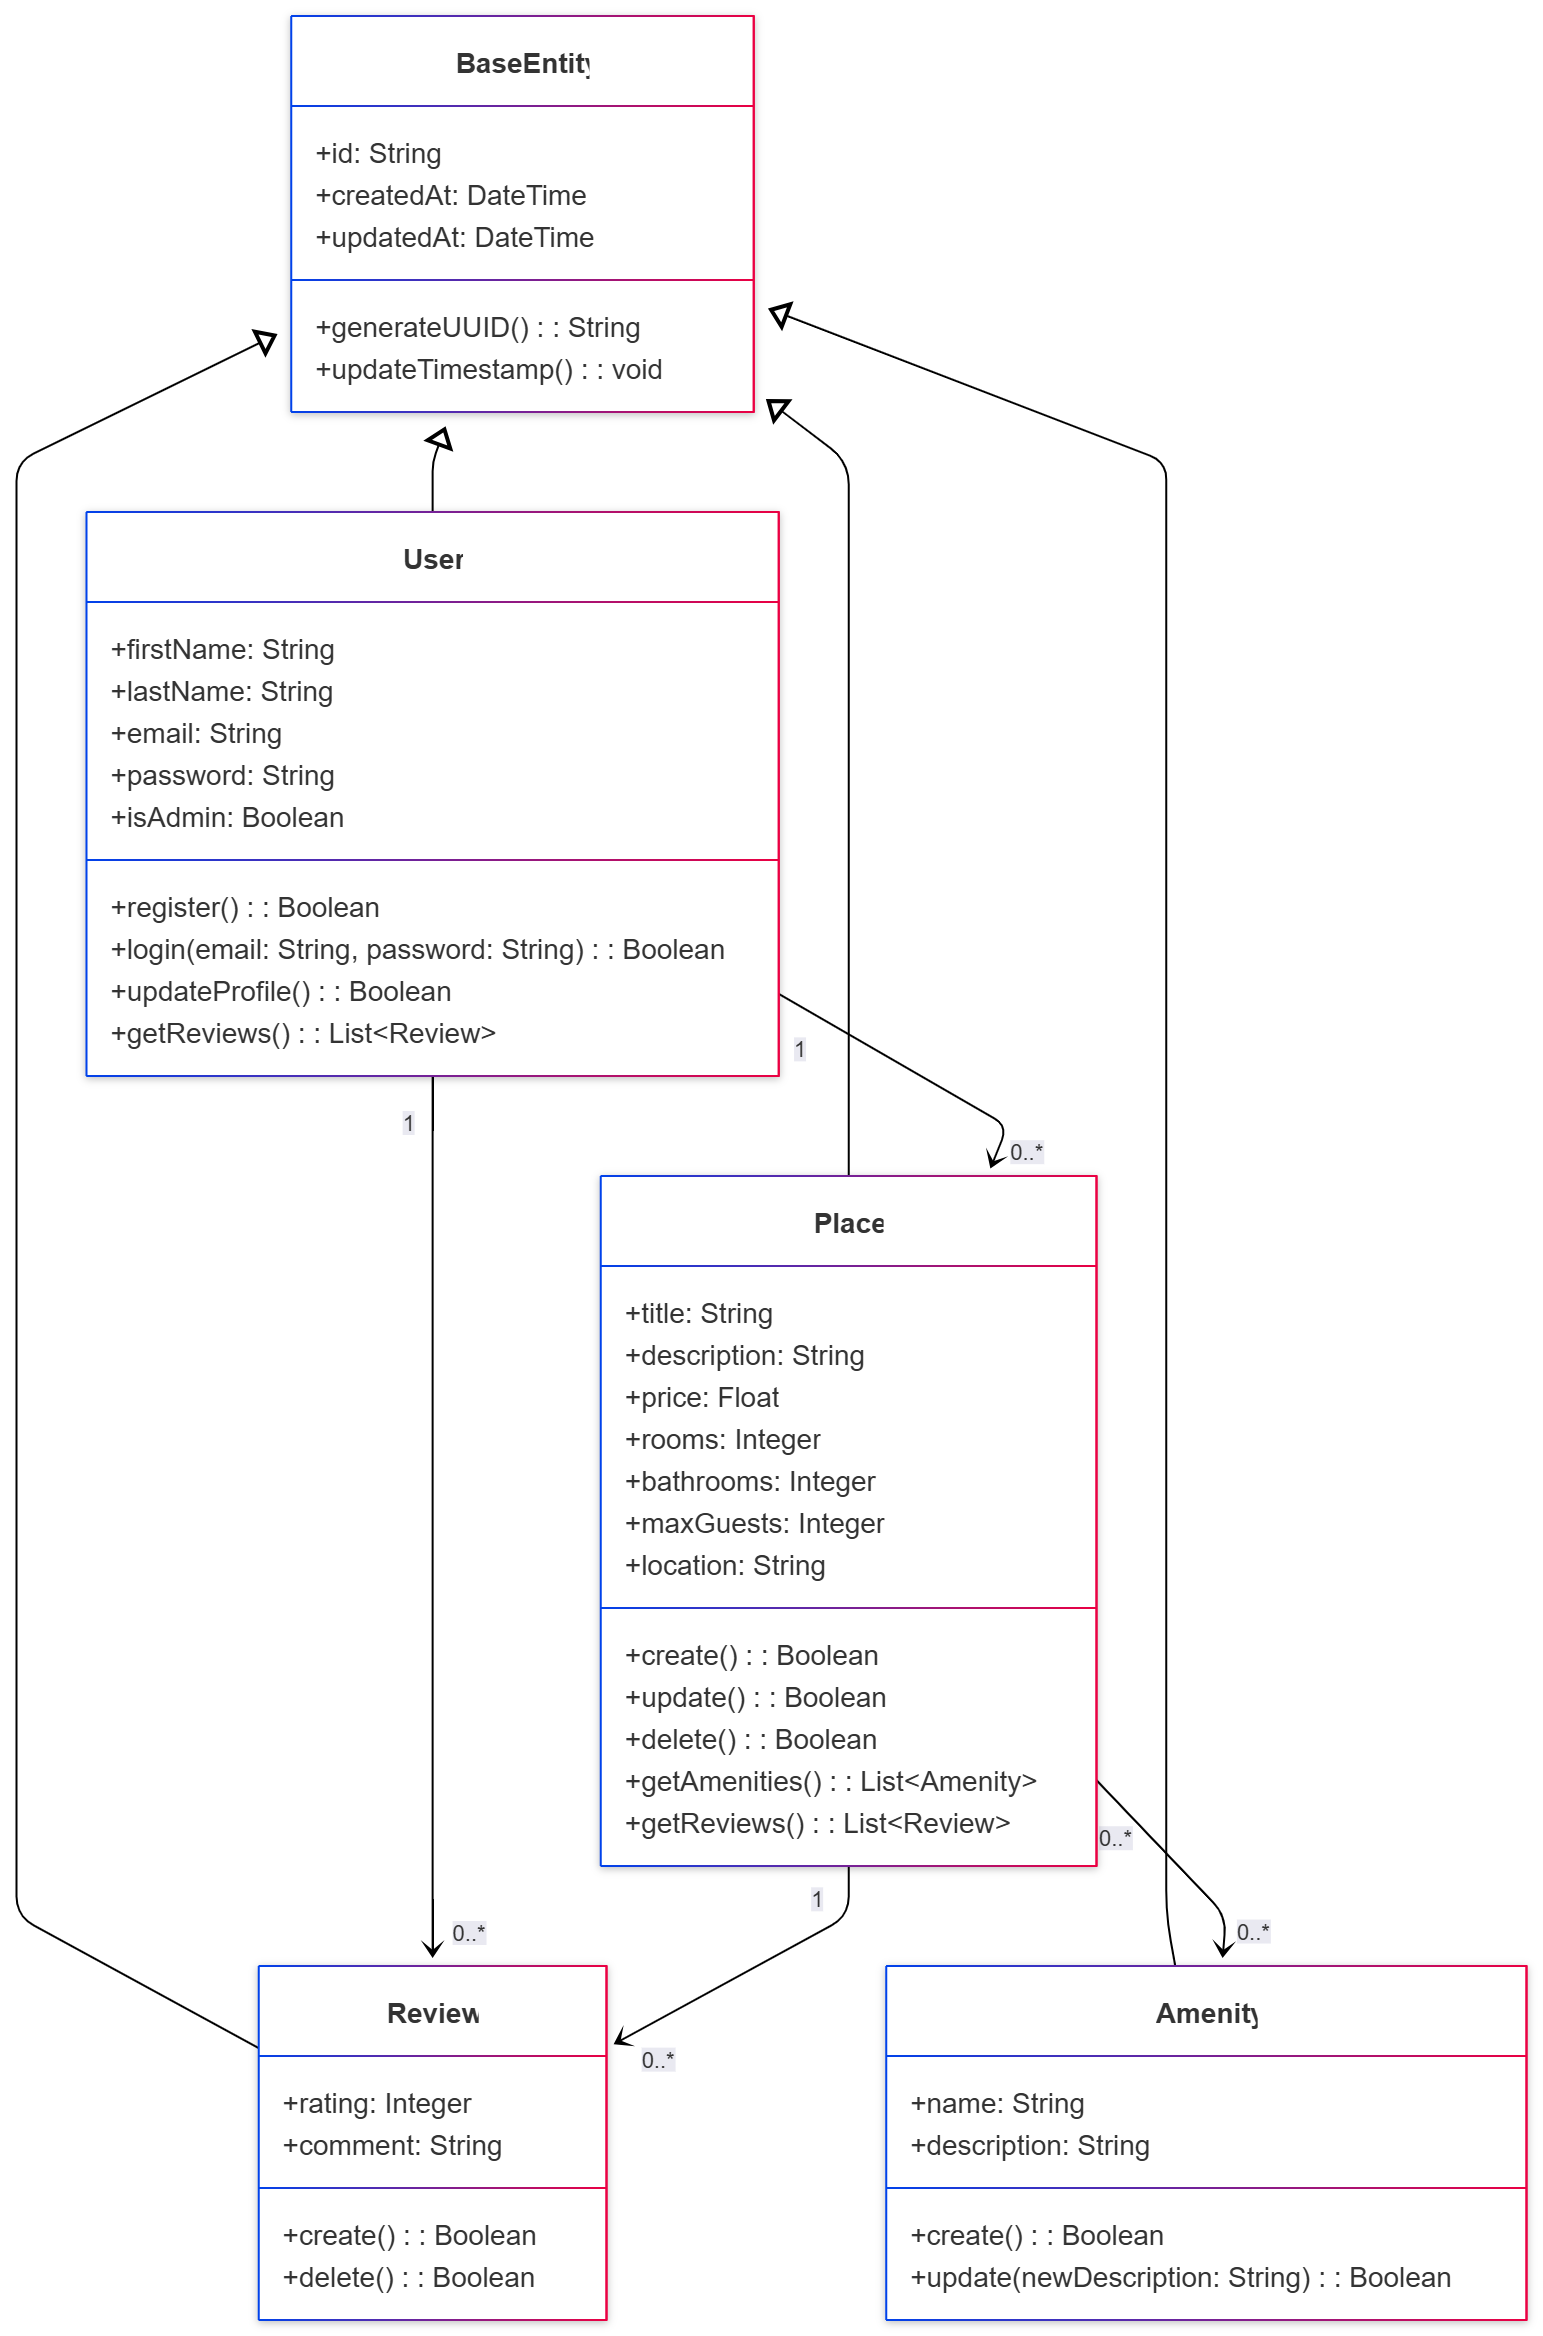 BaseEntity
+id: String
+createdAt: DateTime
+updatedAt: DateTime
+generateUUID() : : String
+updateTimestamp() : : void
User
+firstName: String
+lastName: String
+email: String
+password: String
+isAdmin: Boolean
+register() : : Boolean
+login(email: String, password: String) : : Boolean
+updateProfile() : : Boolean
+getReviews() : : List<Review>
1
1
0..*
Place
+title: String
+description: String
+price: Float
+rooms: Integer
+bathrooms: Integer
+maxGuests: Integer
+location: String
+create() : : Boolean
+update() : : Boolean
+delete() : : Boolean
+getAmenities() : : List<Amenity>
+getReviews() : : List<Review>
0..*
1
0..*
0..*
0..*
Review
+rating: Integer
+comment: String
+create() : : Boolean
+delete() : : Boolean
Amenity
+name: String
+description: String
+create() : : Boolean
+update(newDescription: String) : : Boolean